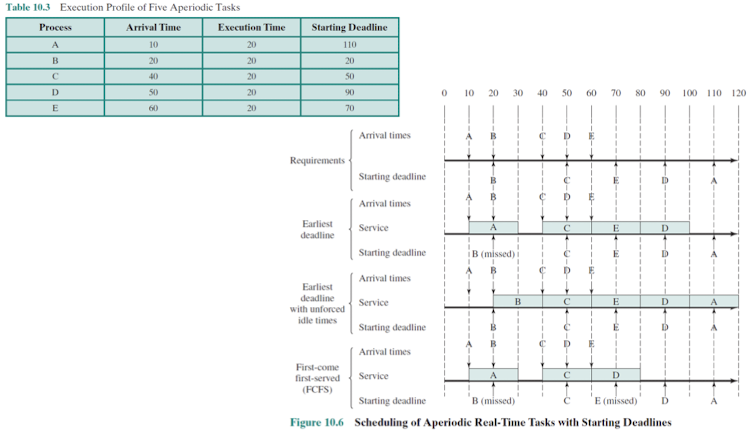 Table 10.3 Execution Profile of Five Aperiodic Tasks
Process Arrival Time Execution Time Starting Deadline
A 10 20 110
B 20 20 20
C 40 20 50
D 50 20 90
E 60 20 70
0 10 20 30 40 50 60 70 80 90 100 110 120
Requirements
Arrival times A B C D E
Starting deadline B C E D A
Earliest
deadline
Arrival times A B C D E
Service A C E D
Starting deadline B (missed) C E D A
Earliest
deadline
with unforced
idle times
Arrival times A B C D E
Service B C E D A
Starting deadline B C E D A
First-come
first-served
(FCFS)
Arrival times A B C D E
Service A C D
Starting deadline B (missed) C E (missed) D A
Figure 10.6 Scheduling of Aperiodic Real-Time Tasks with Starting Deadlines